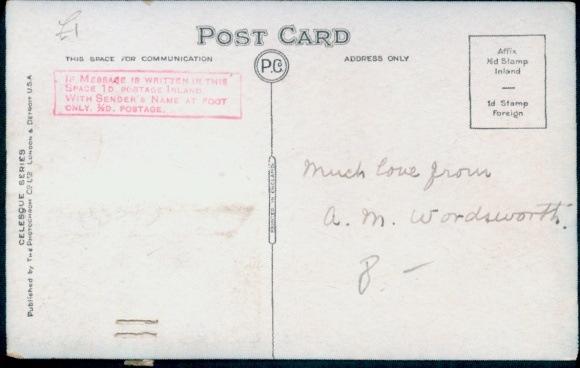 £1
POST CARD
THIS SPACE FOR COMMUNICATION
P.C.
ADDRESS ONLY
Affix
½d Stamp
Inland
—
1d Stamp
Foreign
IF MESSAGE IS WRITTEN IN THIS
SPACE 1D. POSTAGE INLAND.
WITH SENDER'S NAME AT FOOT
ONLY, ½D. POSTAGE.
CELESQUE SERIES
Published by THE PHOTOCHROM CO. LTD LONDON & DETROIT U.S.A
PRINTED IN ENGLAND
Much love from
A. M. Wordsworth.
8. -